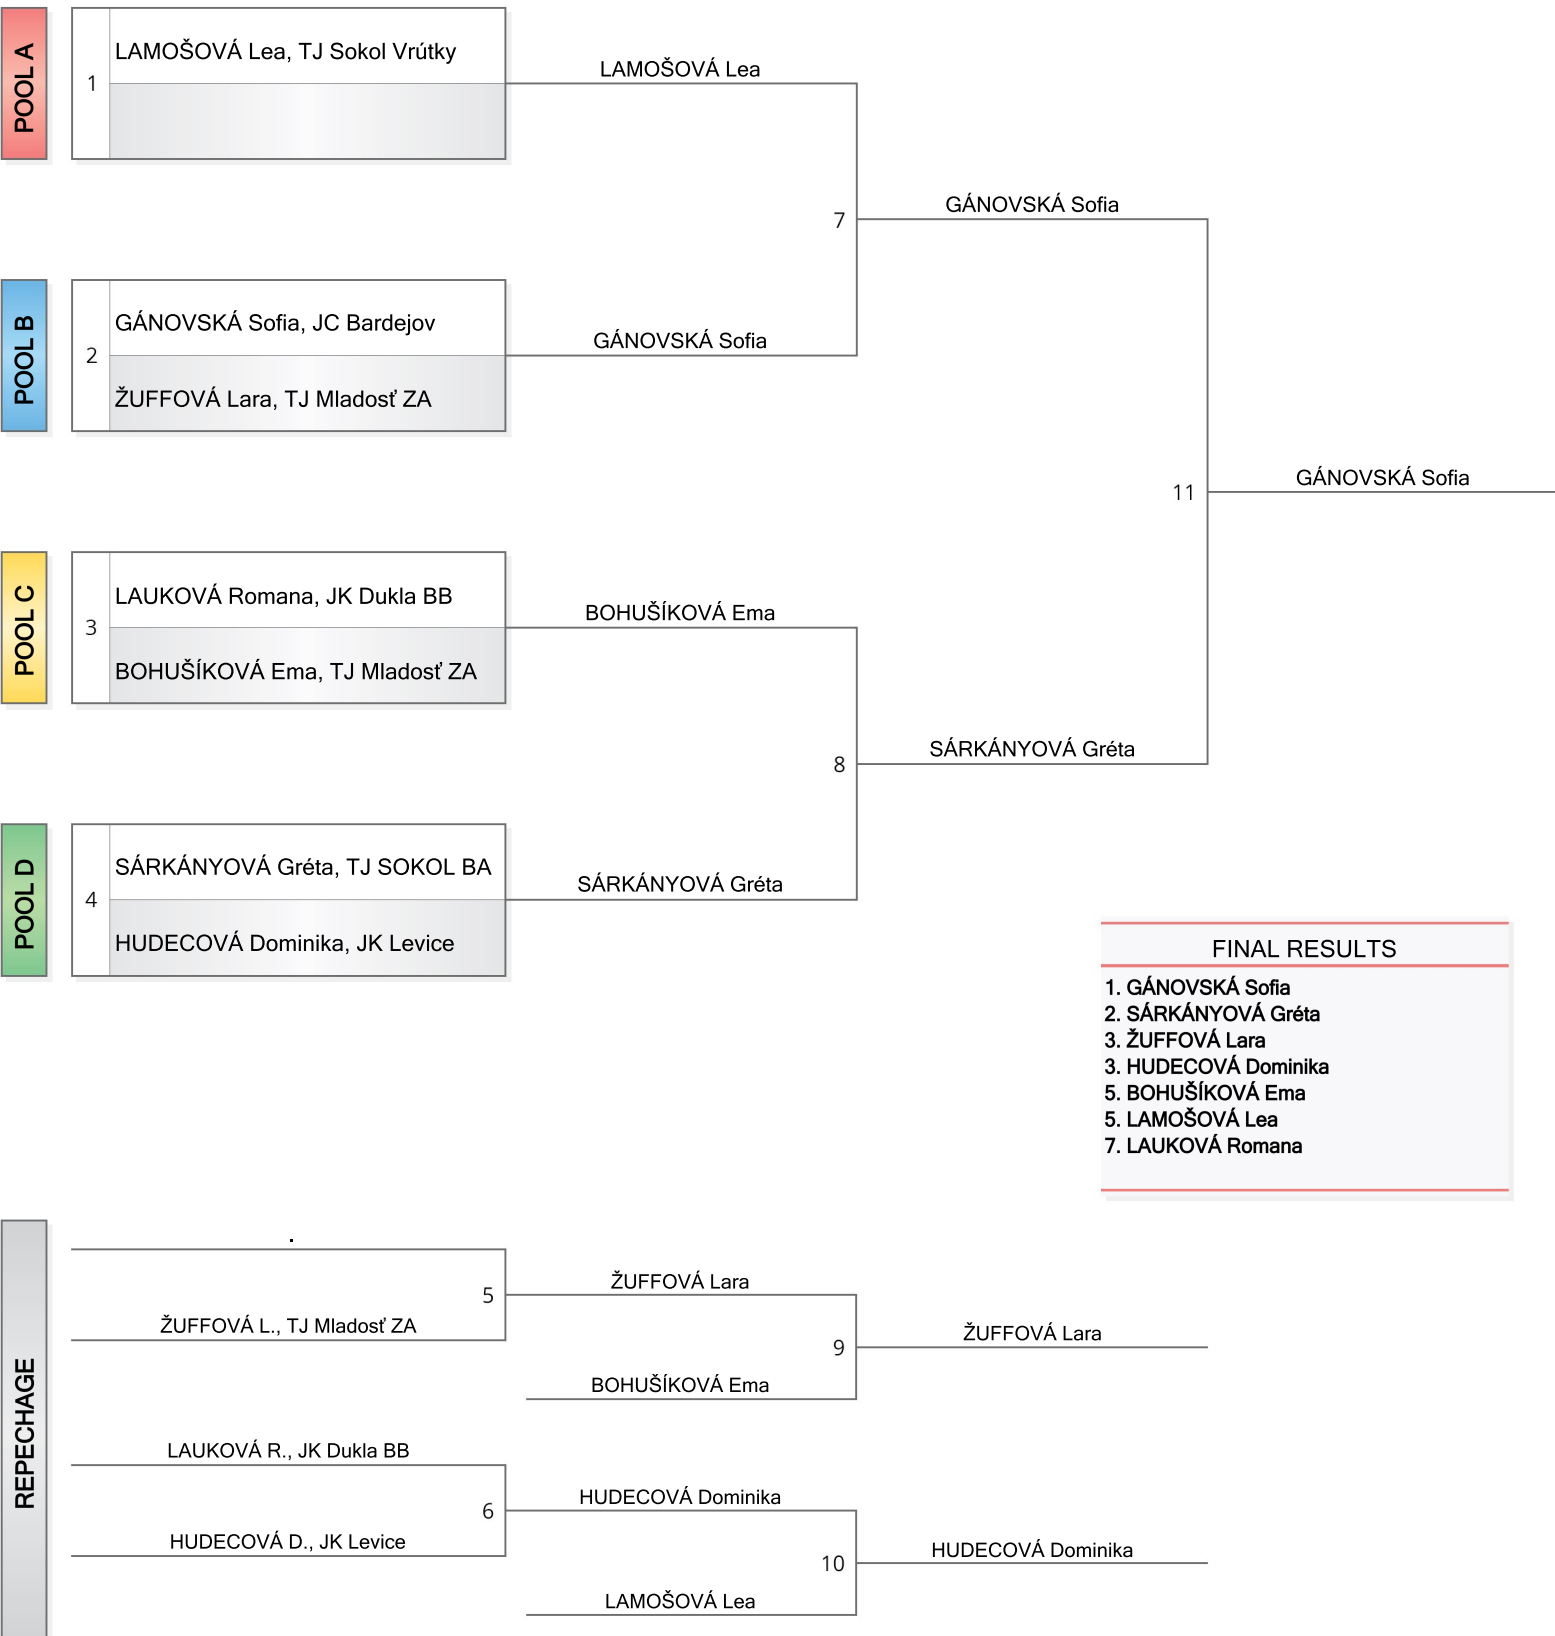 POOL A
1
LAMOŠOVÁ Lea, TJ Sokol Vrútky
LAMOŠOVÁ Lea
7
GÁNOVSKÁ Sofia
POOL B
2
GÁNOVSKÁ Sofia, JC Bardejov
ŽUFFOVÁ Lara, TJ Mladosť ZA
GÁNOVSKÁ Sofia
11
GÁNOVSKÁ Sofia
POOL C
3
LAUKOVÁ Romana, JK Dukla BB
BOHUŠÍKOVÁ Ema, TJ Mladosť ZA
BOHUŠÍKOVÁ Ema
8
SÁRKÁNYOVÁ Gréta
POOL D
4
SÁRKÁNYOVÁ Gréta, TJ SOKOL BA
HUDECOVÁ Dominika, JK Levice
SÁRKÁNYOVÁ Gréta
FINAL RESULTS
1. GÁNOVSKÁ Sofia
2. SÁRKÁNYOVÁ Gréta
3. ŽUFFOVÁ Lara
3. HUDECOVÁ Dominika
5. BOHUŠÍKOVÁ Ema
5. LAMOŠOVÁ Lea
7. LAUKOVÁ Romana
REPECHAGE
.
5
ŽUFFOVÁ L., TJ Mladosť ZA
ŽUFFOVÁ Lara
9
ŽUFFOVÁ Lara
BOHUŠÍKOVÁ Ema
LAUKOVÁ R., JK Dukla BB
6
HUDECOVÁ D., JK Levice
HUDECOVÁ Dominika
10
HUDECOVÁ Dominika
LAMOŠOVÁ Lea